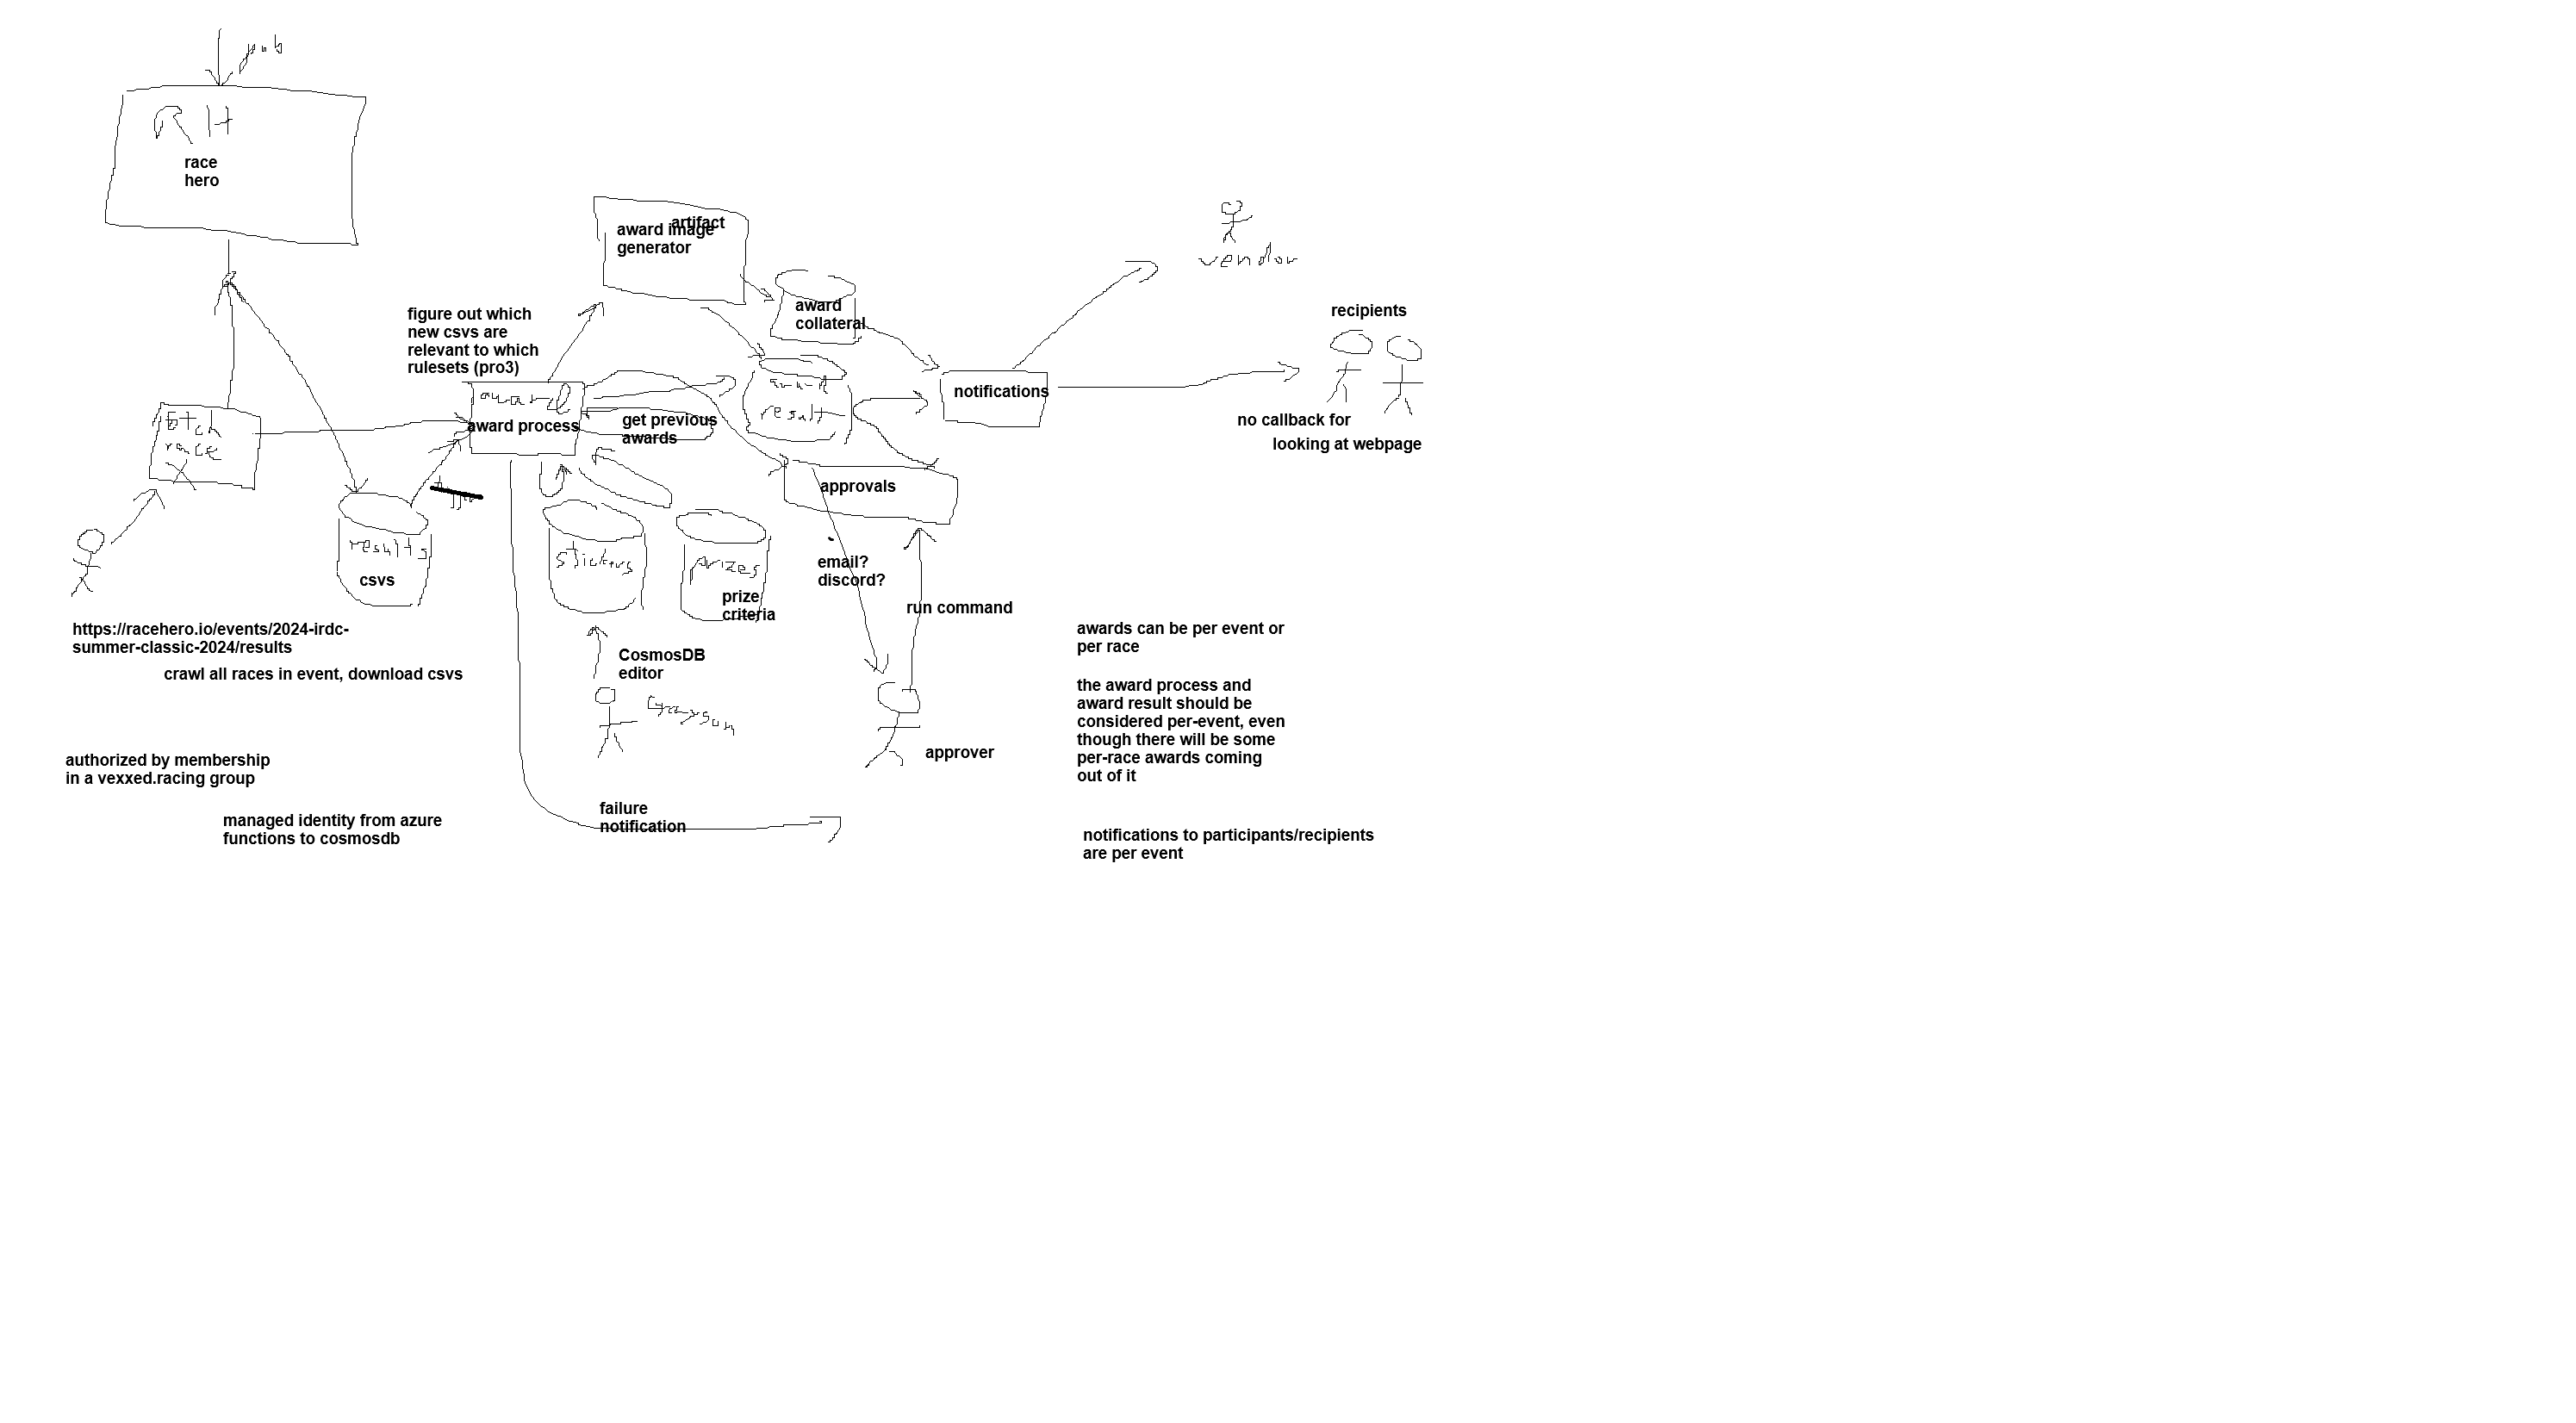 pub
RH
race
hero
artifact
award image
generator
award
collateral
vendor
recipients
figure out which
new csvs are
relevant to which
rulesets (pro3)
award
award process
get previous
awards
result
notifications
no callback for
looking at webpage
race
X
approvals
results
csvs
stickers
prizes
prize
criteria
email?
discord?
run command
https://racehero.io/events/2024-irdc-
summer-classic-2024/results
crawl all races in event, download csvs
CosmosDB
editor
Grayson
approver
awards can be per event or
per race
the award process and
award result should be
considered per-event, even
though there will be some
per-race awards coming
out of it
authorized by membership
in a vexxed.racing group
managed identity from azure
functions to cosmosdb
failure
notification
notifications to participants/recipients
are per event